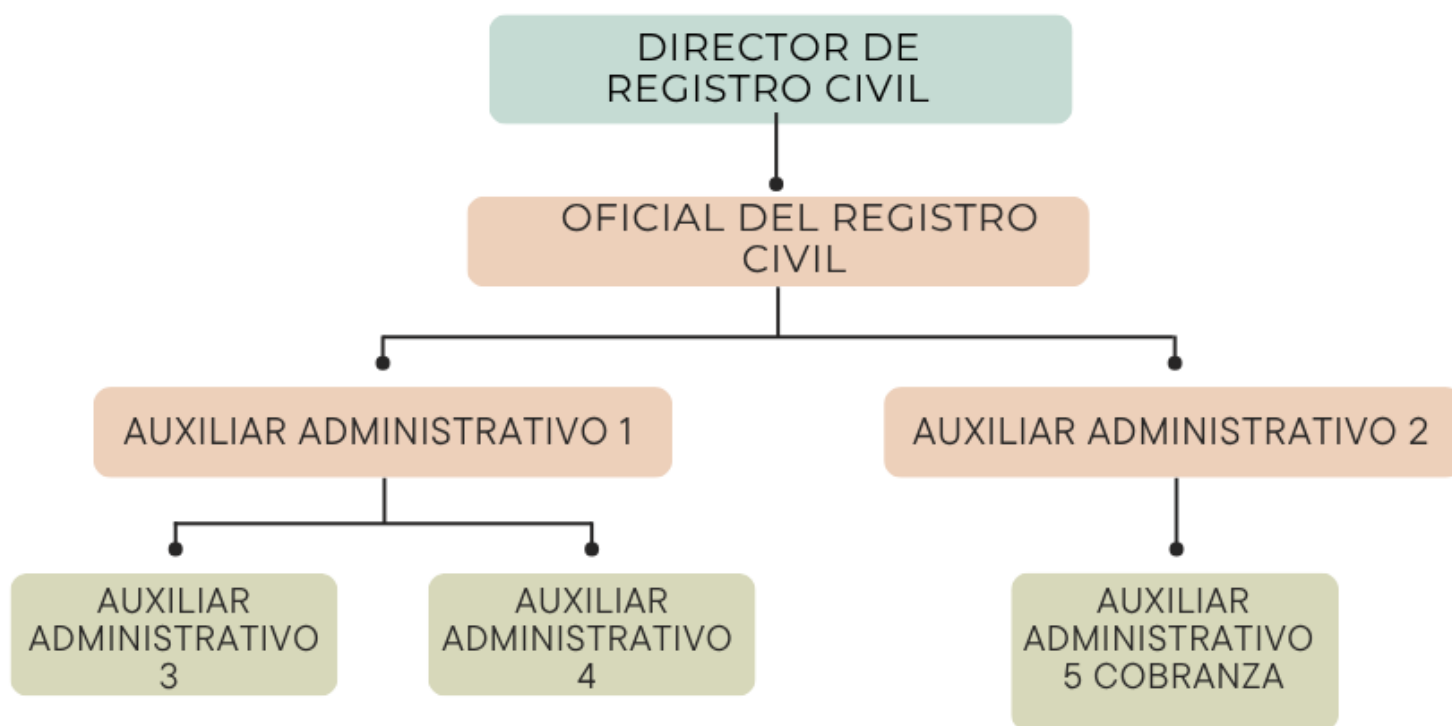 DIRECTOR DE
REGISTRO CIVIL
OFICIAL DEL REGISTRO
CIVIL
AUXILIAR ADMINISTRATIVO 1
AUXILIAR ADMINISTRATIVO 2
AUXILIAR
ADMINISTRATIVO
3
AUXILIAR
ADMINISTRATIVO
4
AUXILIAR
ADMINISTRATIVO
5 COBRANZA